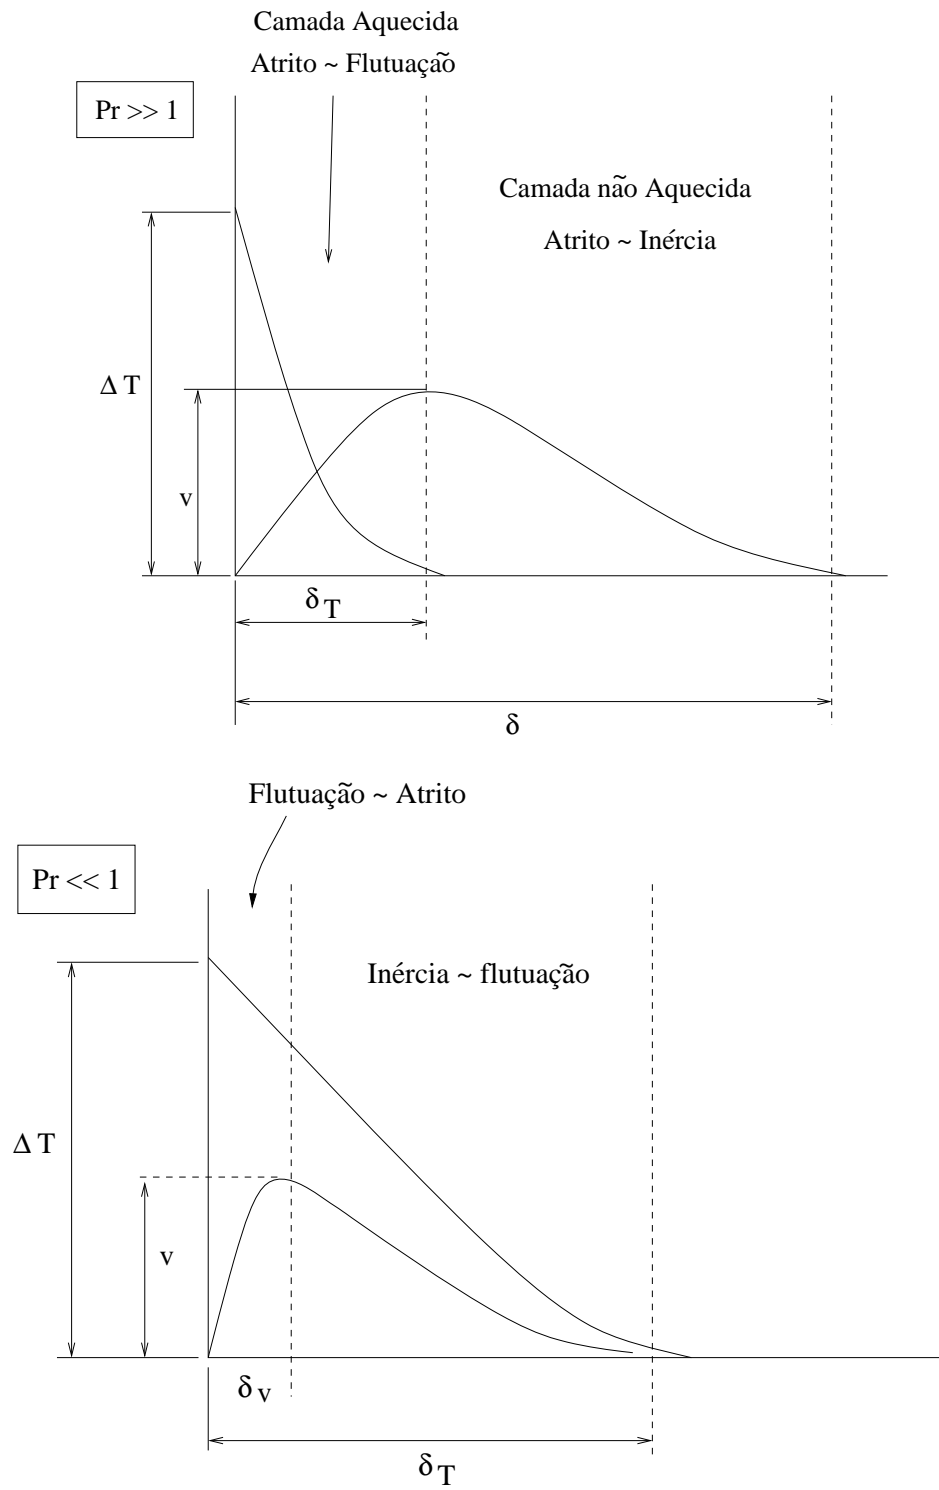 Camada Aquecida
Atrito ~ Flutuação
Pr >> 1
Camada não Aquecida
Atrito ~ Inércia
Δ T
v
δ T
δ
Flutuação ~ Atrito
Pr << 1
Inércia ~ flutuação
Δ T
v
δ v
δ T